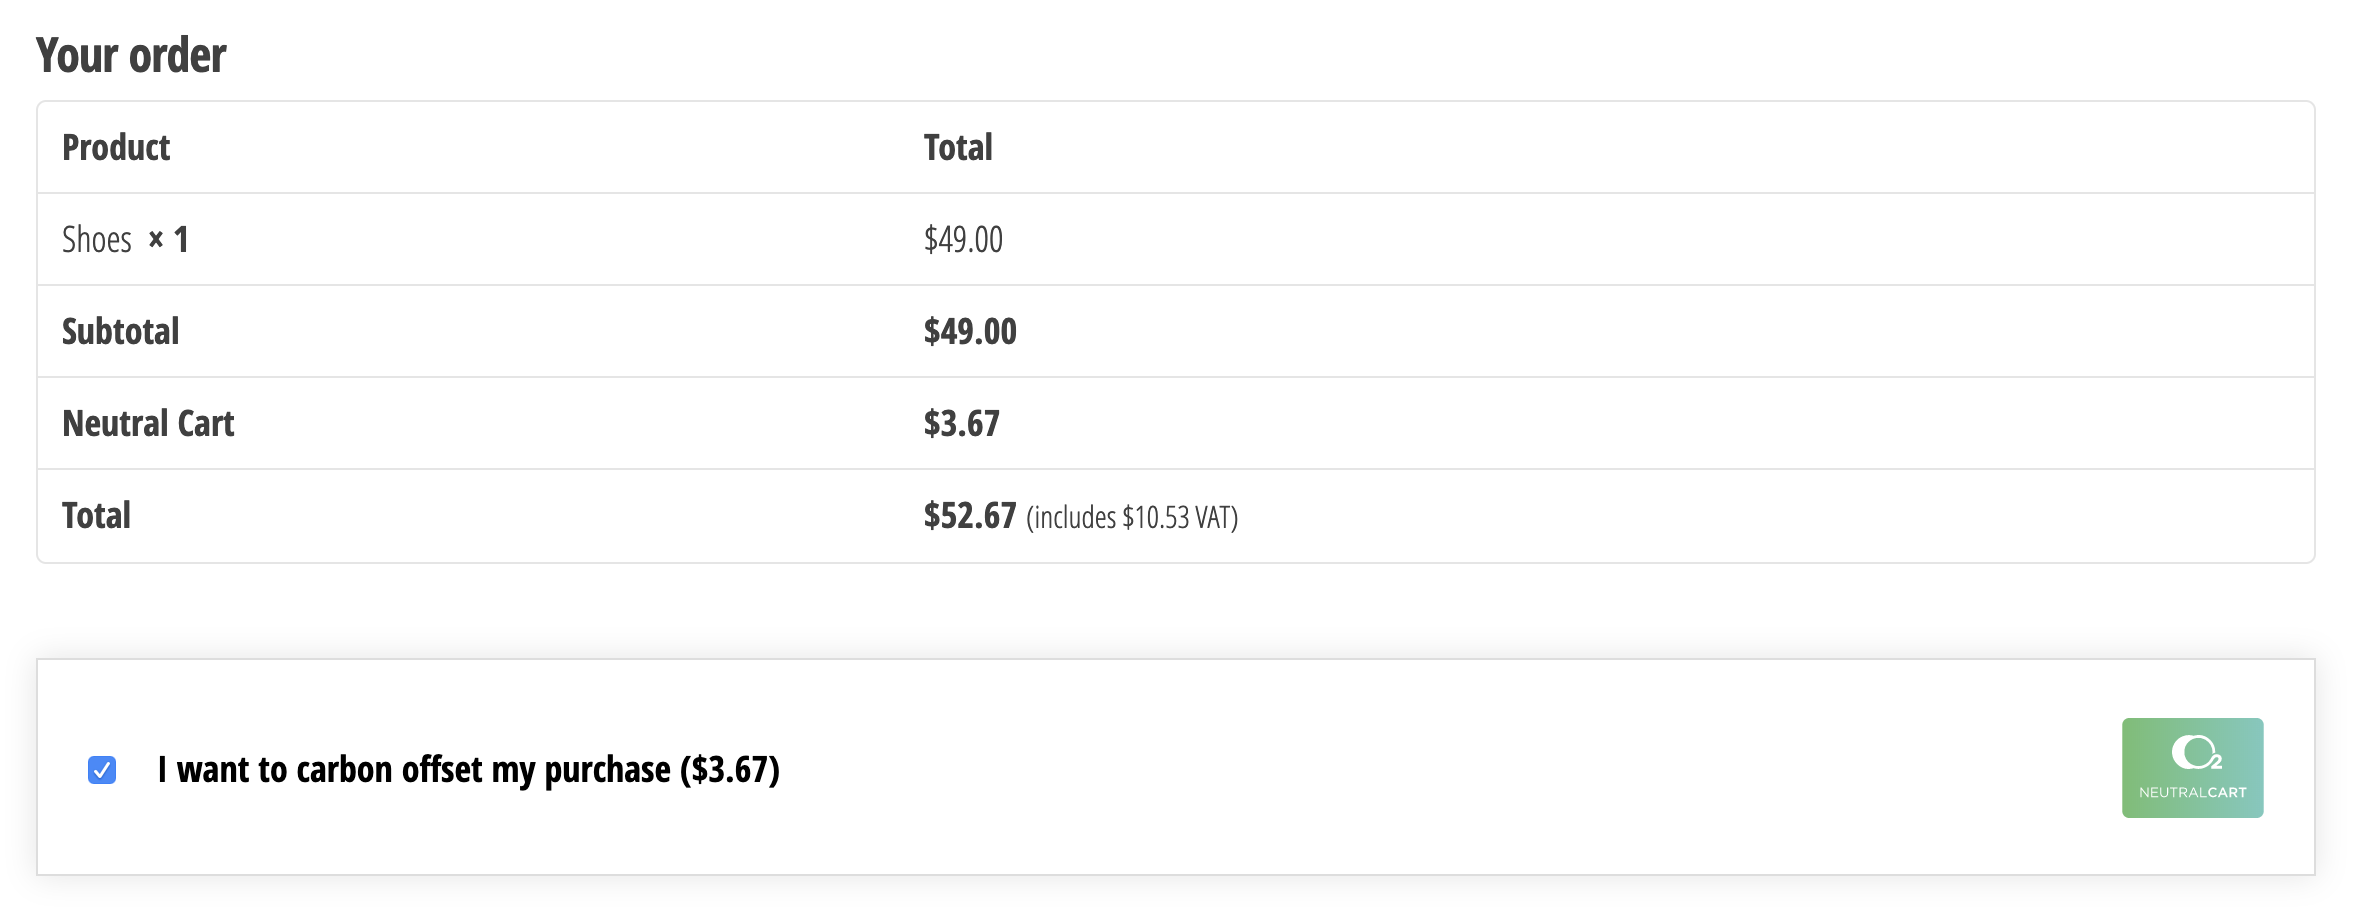 Your order
Product Total
Shoes × 1 $49.00
Subtotal $49.00
Neutral Cart $3.67
Total $52.67 (includes $10.53 VAT)
I want to carbon offset my purchase ($3.67)
CO2
NEUTRALCART